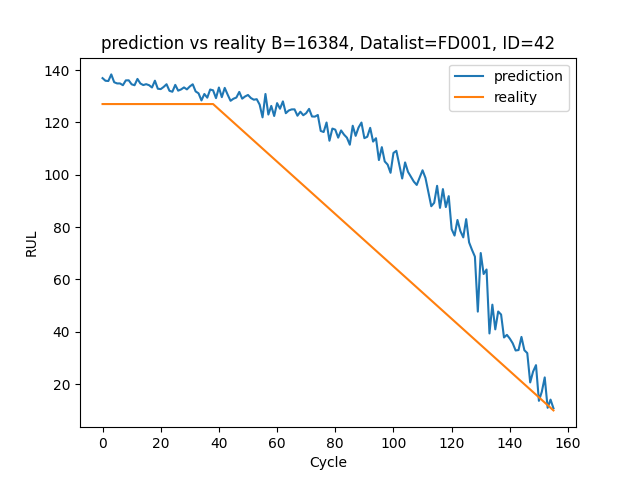 prediction vs reality B=16384, Datalist=FD001, ID=42
prediction
reality
RUL
140
120
100
80
60
40
20
0 20 40 60 80 100 120 140 160
Cycle